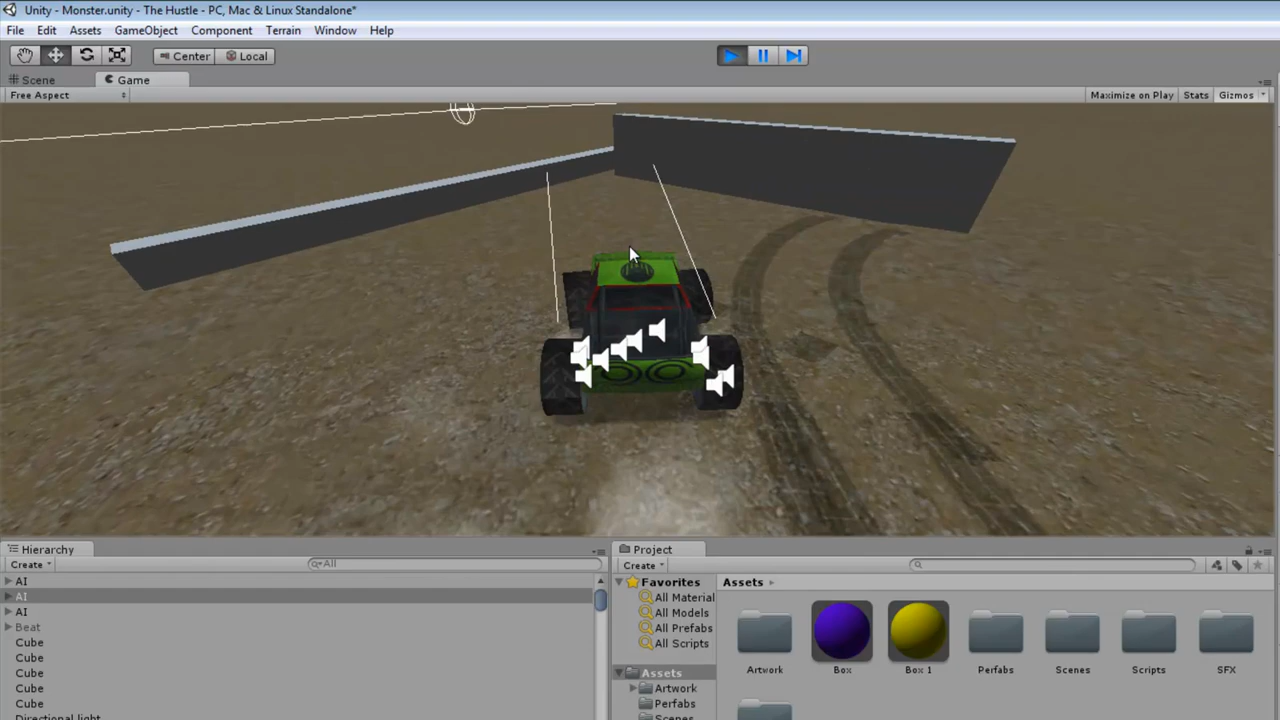 Unity - Monster.unity - The Hustle - PC, Mac & Linux Standalone*
File Edit Assets GameObject Component Terrain Window Help
Center Local
Scene Game
Free Aspect Maximize on Play Stats Gizmos
Hierarchy
Create All
AI
AI
AI
Beat
Cube
Cube
Cube
Cube
Cube
Directional light
Project
Create
Favorites
All Material
All Models
All Prefabs
All Scripts
Assets
Artwork
Perfabs
Scenes
Assets
Artwork Box Box 1 Perfabs Scenes Scripts SFX